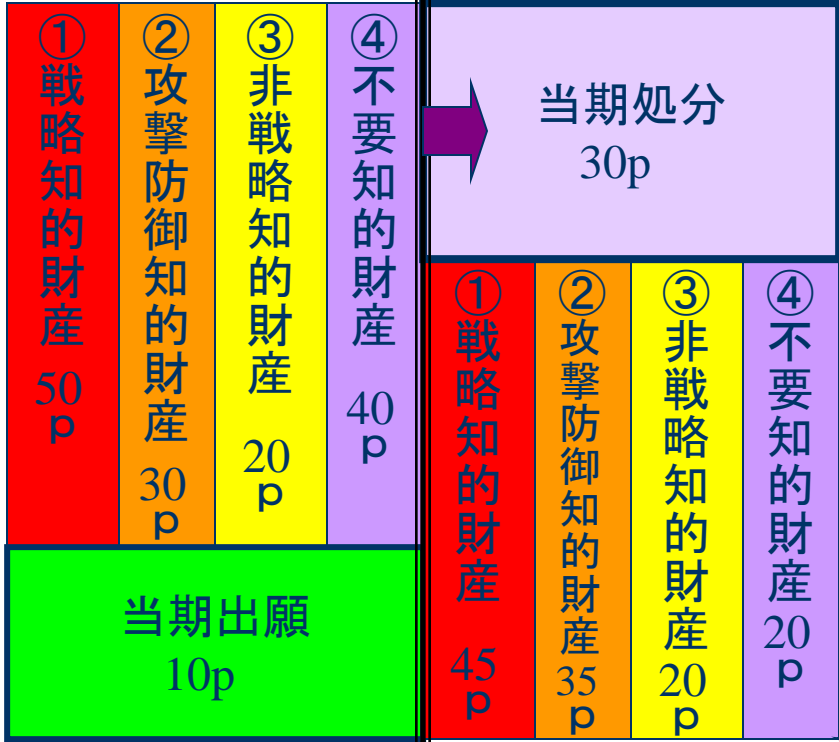 ①戦略知的財産 50p
②攻撃防御知的財産 30p
③非戦略知的財産 20p
④不要知的財産 40p
当期出願
10p
当期処分
30p
①戦略知的財産 45p
②攻撃防御知的財産 35p
③非戦略知的財産 20p
④不要知的財産 20p